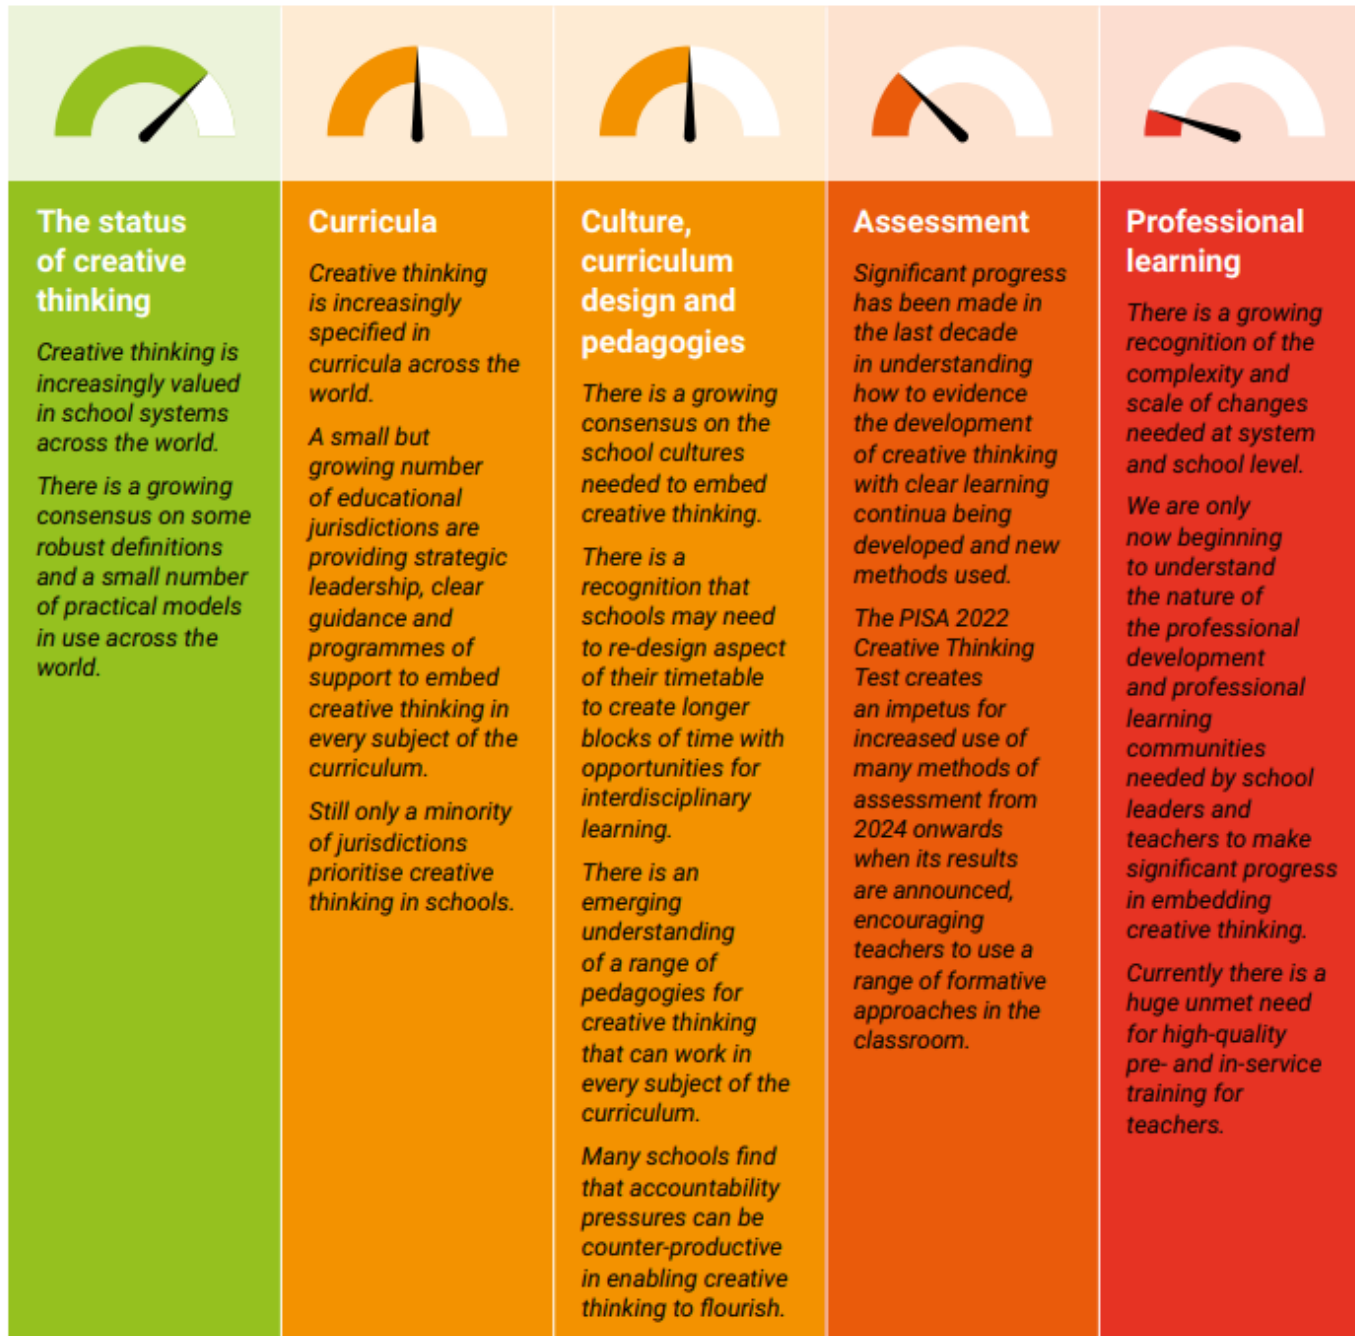 The status
of creative
thinking
Creative thinking is
increasingly valued
in school systems
across the world.
There is a growing
consensus on some
robust definitions
and a small number
of practical models
in use across the
world.
Curricula
Creative thinking
is increasingly
specified in
curricula across the
world.
A small but
growing number
of educational
jurisdictions are
providing strategic
leadership, clear
guidance and
programmes of
support to embed
creative thinking in
every subject of the
curriculum.
Still only a minority
of jurisdictions
prioritise creative
thinking in schools.
Culture,
curriculum
design and
pedagogies
There is a growing
consensus on the
school cultures
needed to embed
creative thinking.
There is a
recognition that
schools may need
to re-design aspect
of their timetable
to create longer
blocks of time with
opportunities for
interdisciplinary
learning.
There is an
emerging
understanding
of a range of
pedagogies for
creative thinking
that can work in
every subject of the
curriculum.
Many schools find
that accountability
pressures can be
counter-productive
in enabling creative
thinking to flourish.
Assessment
Significant progress
has been made in
the last decade
in understanding
how to evidence
the development
of creative thinking
with clear learning
continua being
developed and new
methods used.
The PISA 2022
Creative Thinking
Test creates
an impetus for
increased use of
many methods of
assessment from
2024 onwards
when its results
are announced,
encouraging
teachers to use a
range of formative
approaches in the
classroom.
Professional
learning
There is a growing
recognition of the
complexity and
scale of changes
needed at system
and school level.
We are only
now beginning
to understand
the nature of
the professional
development
and professional
learning
communities
needed by school
leaders and
teachers to make
significant progress
in embedding
creative thinking.
Currently there is a
huge unmet need
for high-quality
pre- and in-service
training for
teachers.